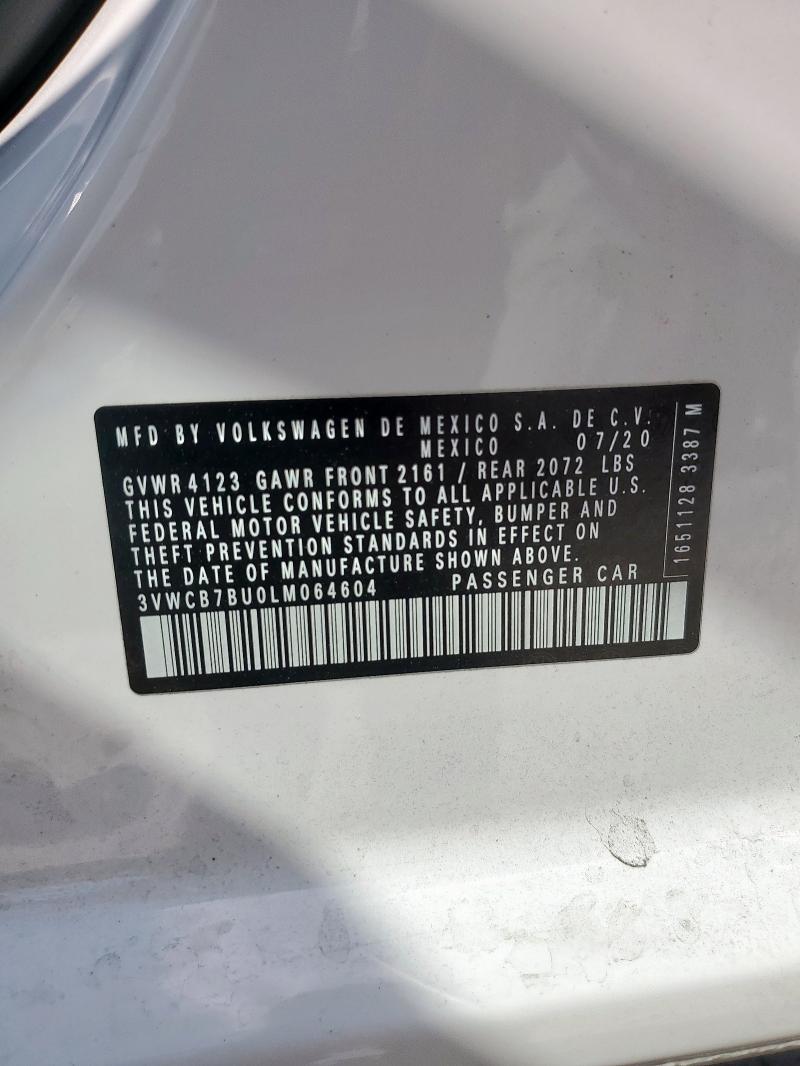 MFD BY VOLKSWAGEN DE MEXICO S.A. DE C.V.
MEXICO 07/20
GVWR 4123 GAWR FRONT 2161 / REAR 2072 LBS
THIS VEHICLE CONFORMS TO ALL APPLICABLE U.S.
FEDERAL MOTOR VEHICLE SAFETY, BUMPER AND
THEFT PREVENTION STANDARDS IN EFFECT ON
THE DATE OF MANUFACTURE SHOWN ABOVE.
3VWCB7BU0LM064604 PASSENGER CAR
1651128 3387 M